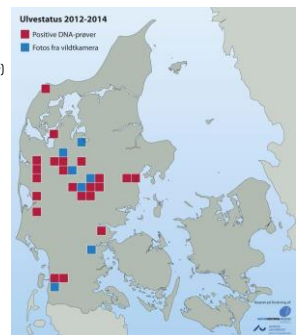 )
Ulvestatus 2012-2014
Positive DNA-prøver
Fotos fra vildtkamera